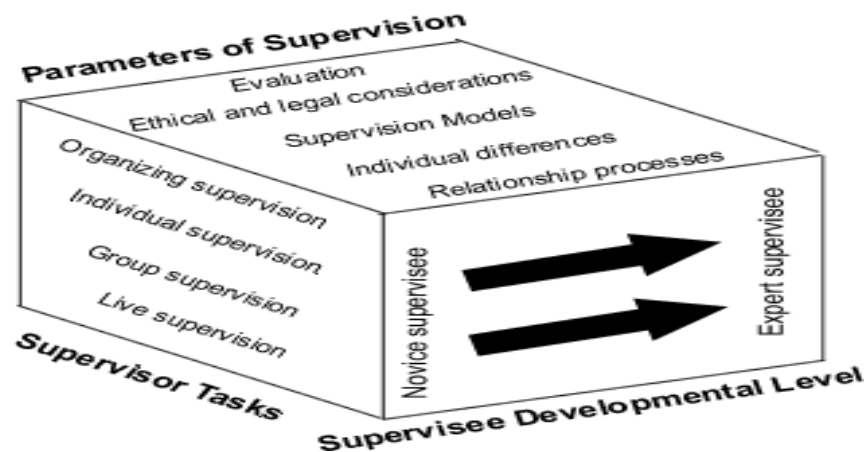 Parameters of Supervision
Evaluation
Ethical and legal considerations
Supervision Models
Individual differences
Relationship processes
Organizing supervision
Individual supervision
Group supervision
Live supervision
Supervisor Tasks
Novice supervisee
Expert supervisee
Supervisee Developmental Level